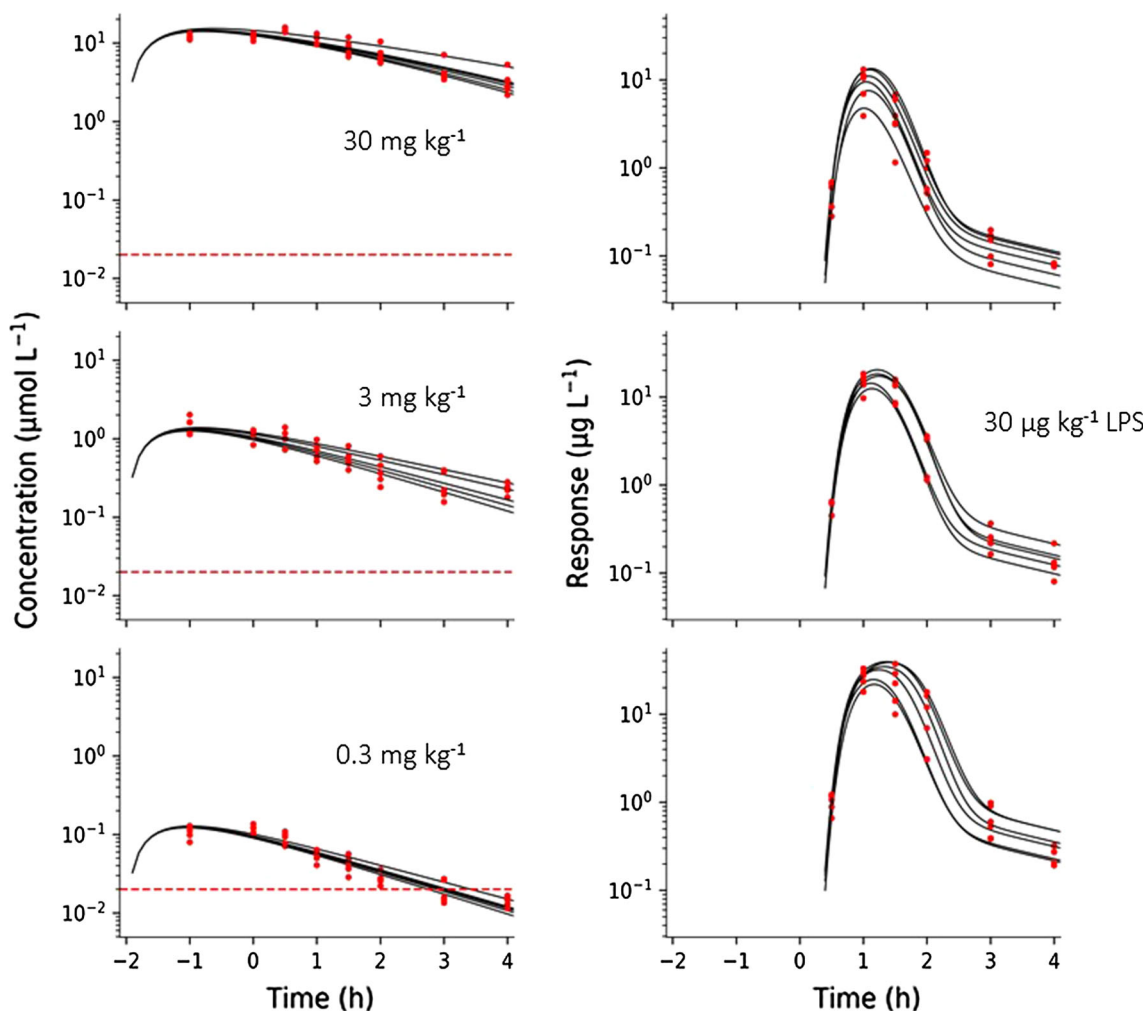 10¹
10⁰
10⁻¹
10⁻²
30 mg kg⁻¹
10¹
10⁰
10⁻¹
Concentration (µmol L⁻¹)
10¹
10⁰
10⁻¹
10⁻²
3 mg kg⁻¹
Response (µg L⁻¹)
10¹
10⁰
10⁻¹
30 µg kg⁻¹ LPS
10¹
10⁰
10⁻¹
10⁻²
0.3 mg kg⁻¹
10¹
10⁰
10⁻¹
−2 −1 0 1 2 3 4
Time (h)
−2 −1 0 1 2 3 4
Time (h)